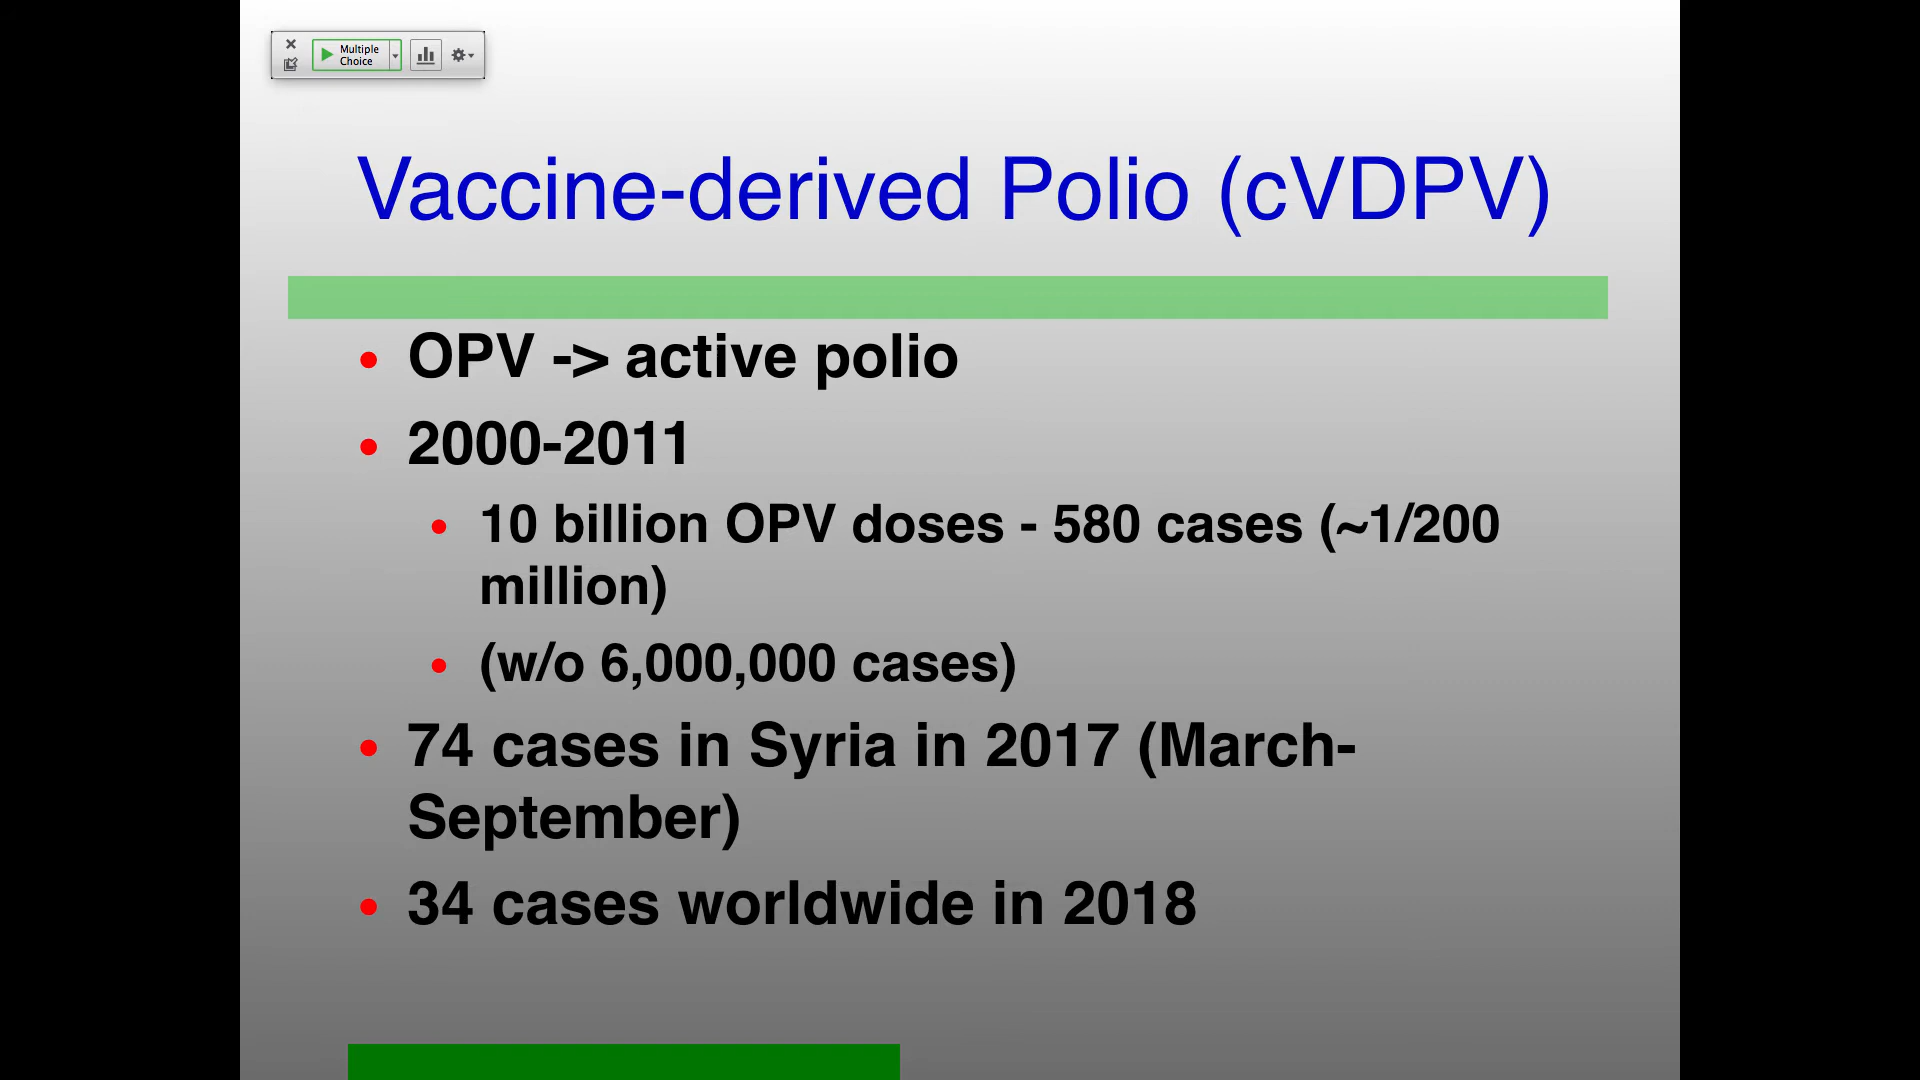 Multiple
Choice
Vaccine-derived Polio (cVDPV)
• OPV -> active polio
• 2000-2011
• 10 billion OPV doses - 580 cases (~1/200
million)
• (w/o 6,000,000 cases)
• 74 cases in Syria in 2017 (March-
September)
• 34 cases worldwide in 2018